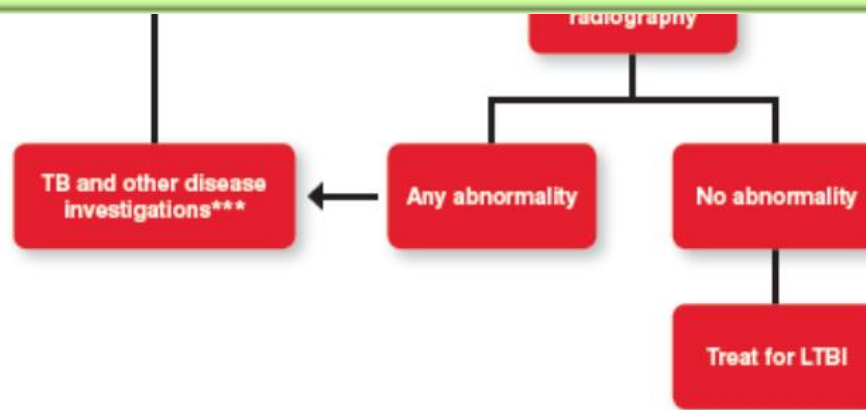 radiography
TB and other disease
investigations***
Any abnormality
No abnormality
Treat for LTBI